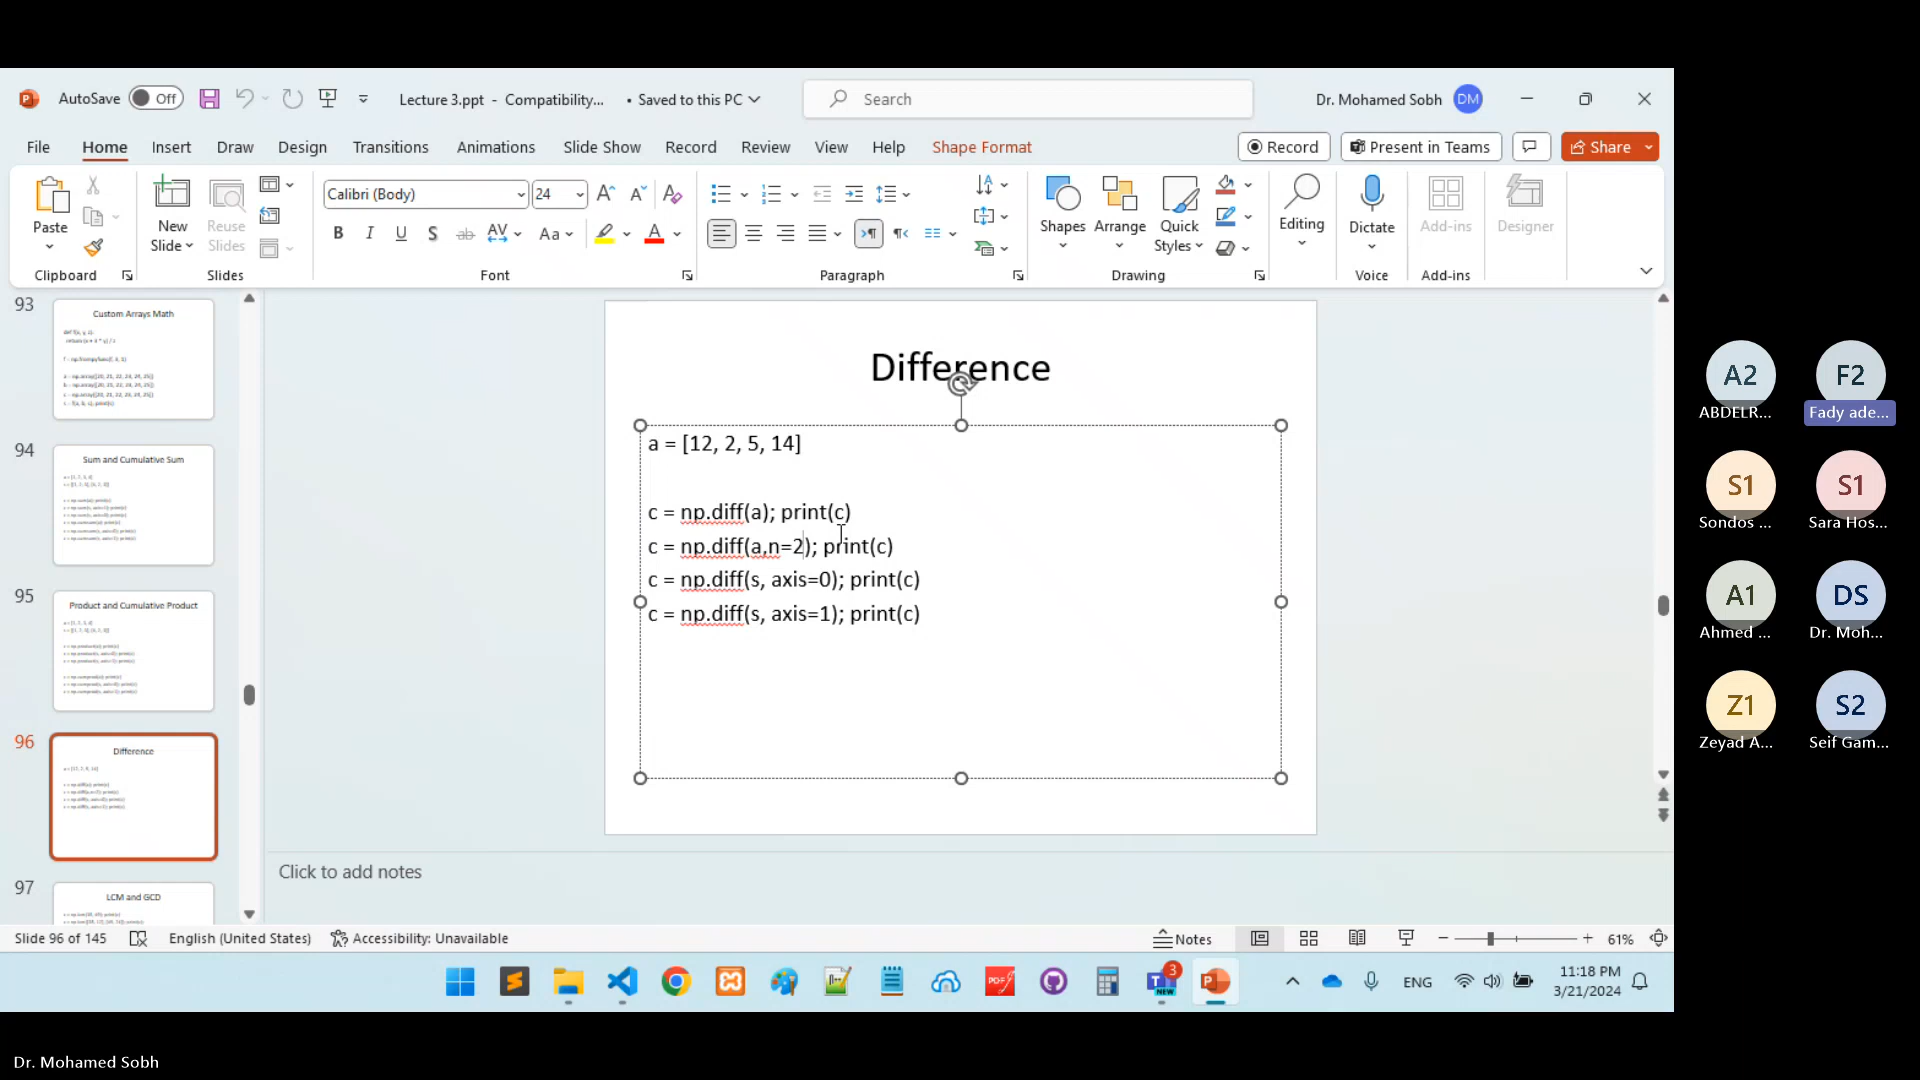 AutoSave Off Lecture 3.ppt - Compatibility... • Saved to this PC Search Dr. Mohamed Sobh DM
File Home Insert Draw Design Transitions Animations Slide Show Record Review View Help Shape Format Record Present in Teams Share
Calibri (Body) 24
Paste New Slide Reuse Slides Shapes Arrange Quick Styles Editing Dictate Add-ins Designer
B I U S ab AV Aa A
Clipboard Slides Font Paragraph Drawing Voice Add-ins
93
Custom Arrays Math
94
Sum and Cumulative Sum
95
Product and Cumulative Product
96
Difference
97
LCM and GCD
Difference
a = [12, 2, 5, 14]
c = np.diff(a); print(c)
c = np.diff(a,n=2); print(c)
c = np.diff(s, axis=0); print(c)
c = np.diff(s, axis=1); print(c)
Click to add notes
Slide 96 of 145 English (United States) Accessibility: Unavailable Notes 61%
3 NEW ENG 11:18 PM
3/21/2024
A2 F2
ABDELR... Fady ade...
S1 S1
Sondos ... Sara Hos...
A1 DS
Ahmed ... Dr. Moh...
Z1 S2
Zeyad A... Seif Gam...
Dr. Mohamed Sobh